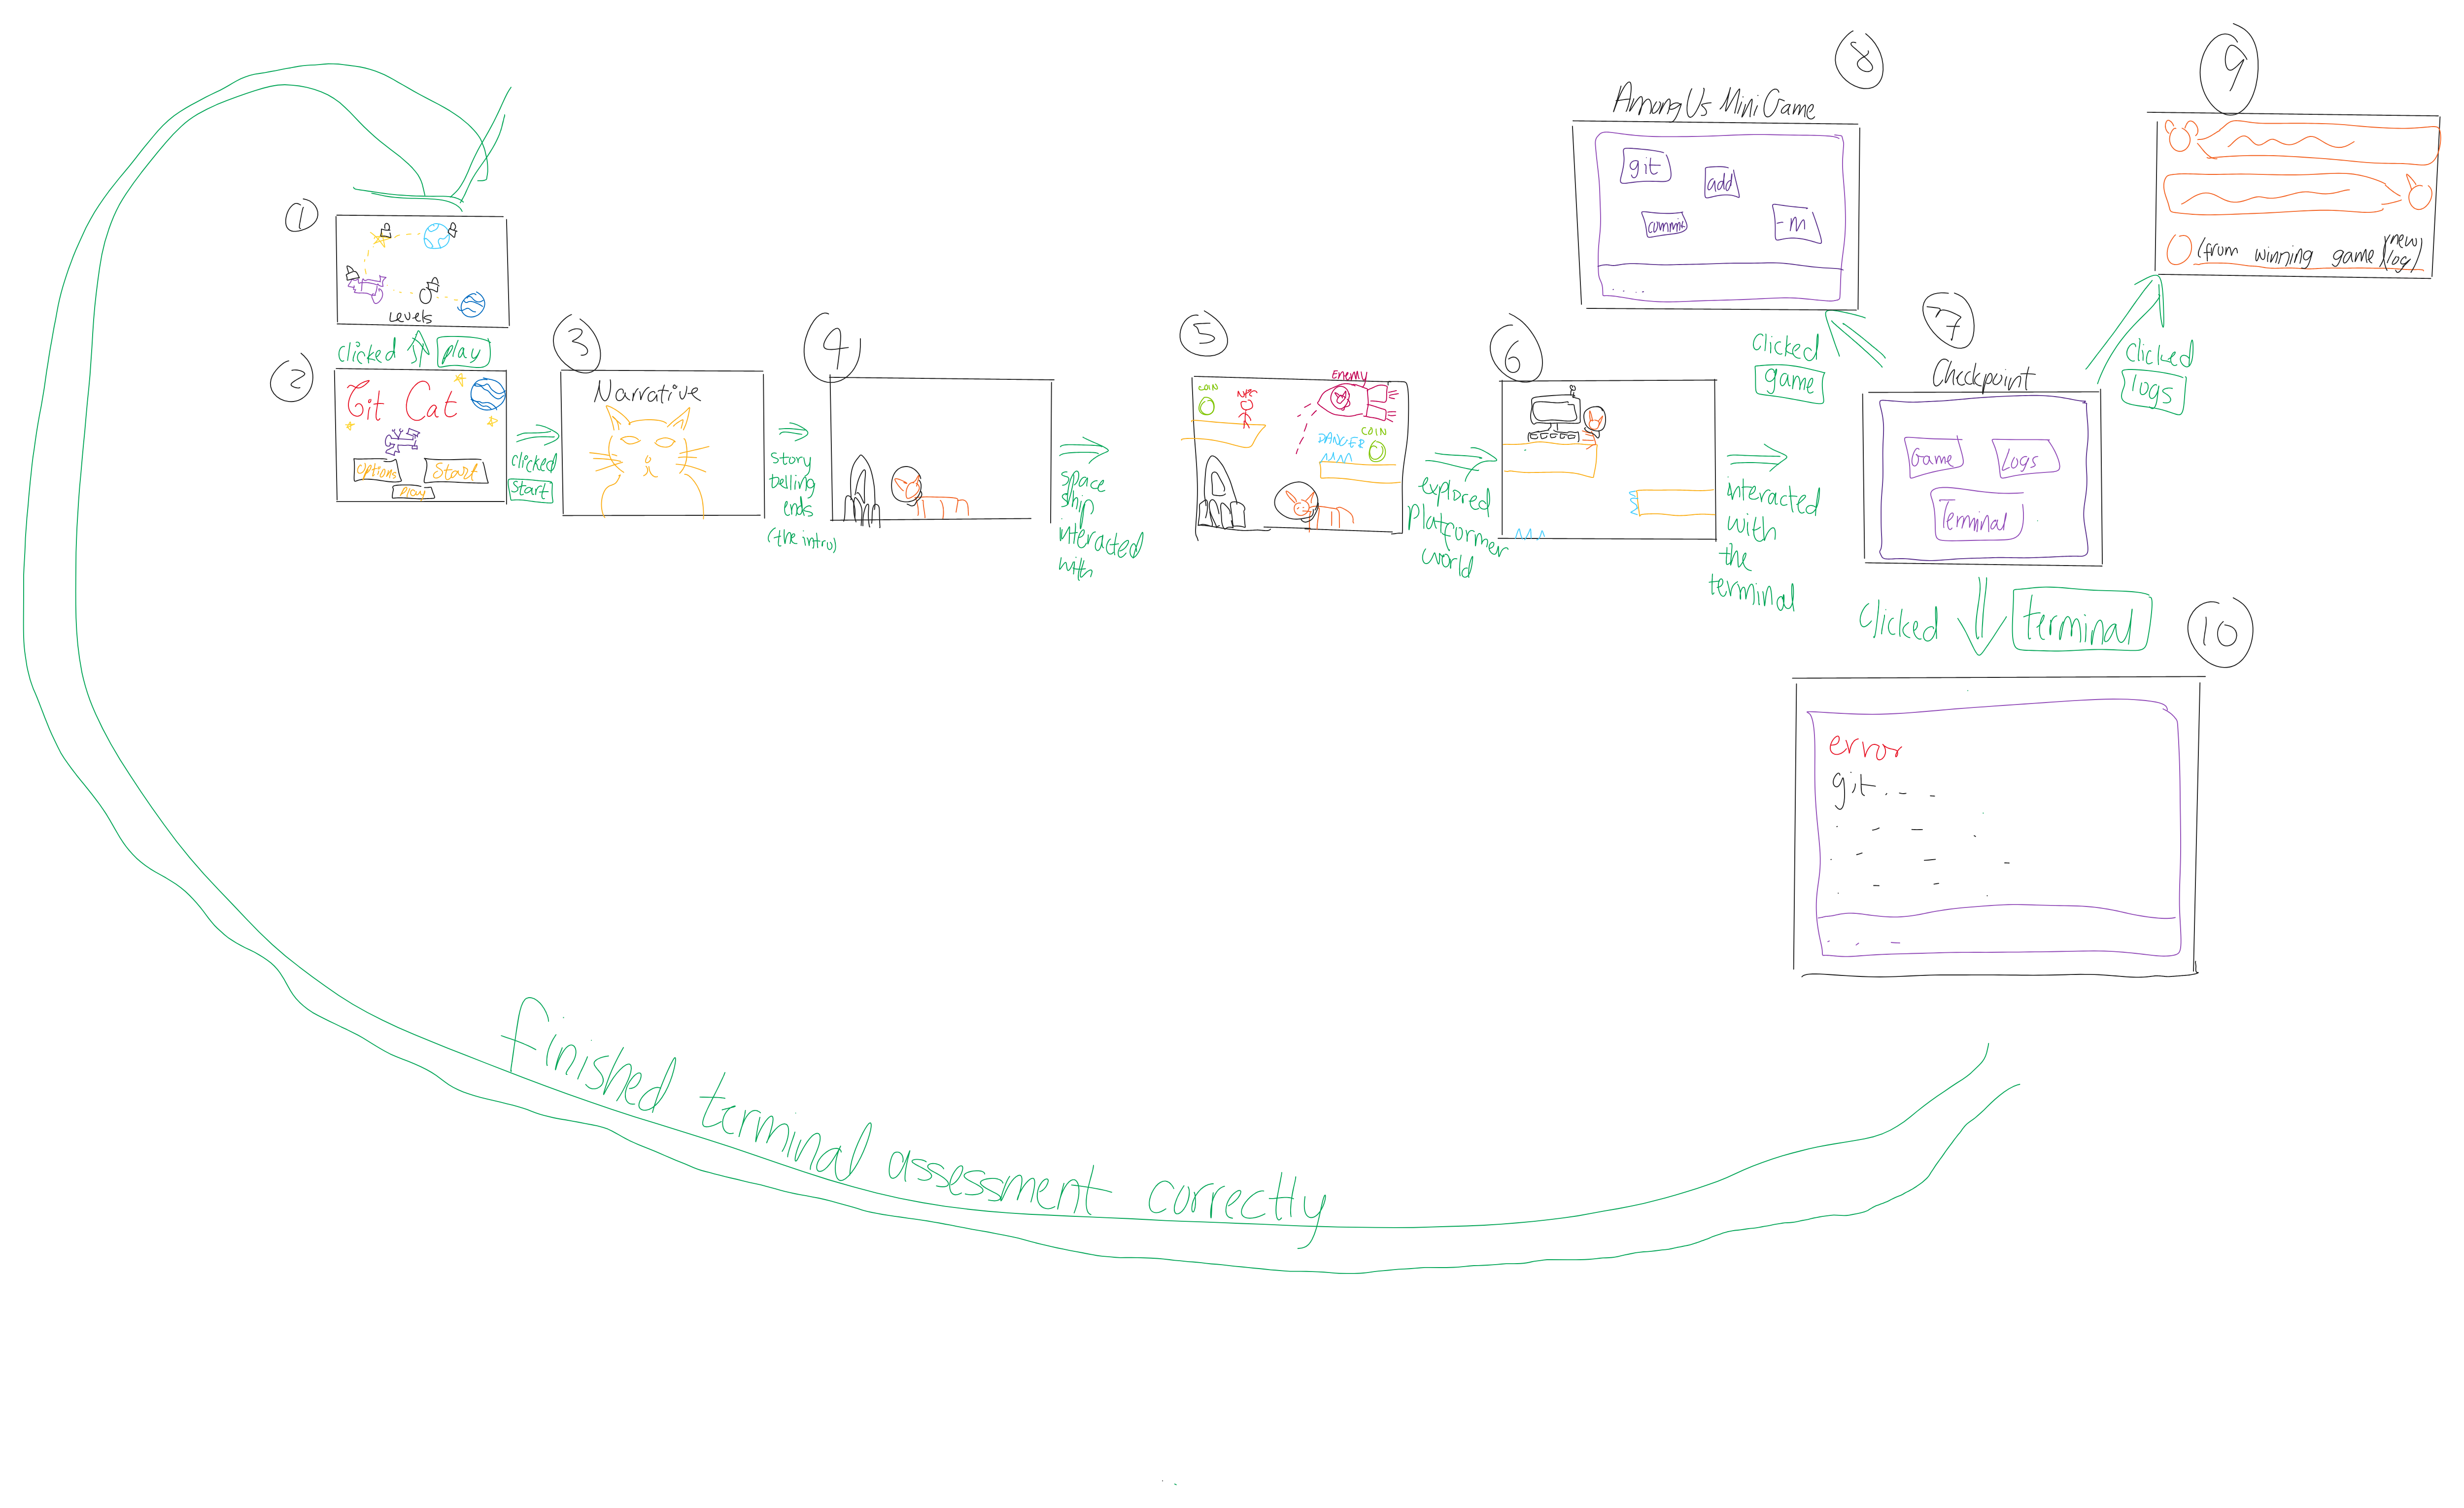 1
Levels
clicked play
2
Git Cat
options
Start
play
clicked
Start
3
Narrative
story
telling
ends
(the intro)
4
space
ship
interacted
with
5
COIN
NPC
Enemy
DANGER
COIN
explored
platformer
world
6
interacted
with
the
terminal
7
Checkpoint
Game
Logs
Terminal
Clicked
game
8
Among Us Mini Game
git
add
commit
-m
clicked
logs
9
(from winning game) (new log)
Clicked terminal
10
error
git . - -
finished terminal assessment correctly